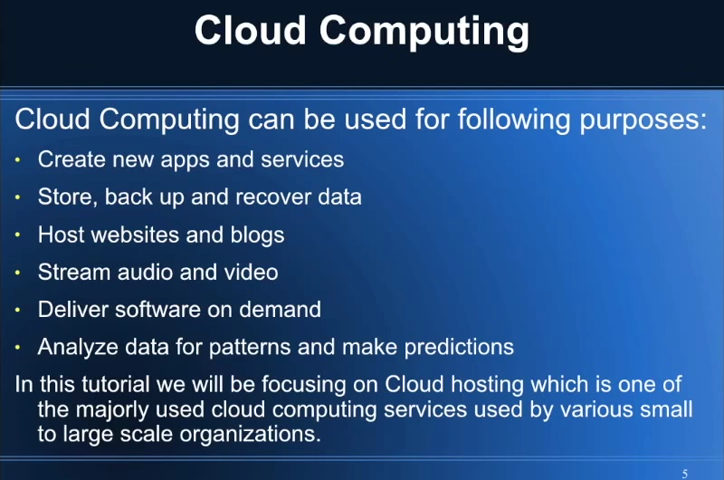 Cloud Computing
Cloud Computing can be used for following purposes:
• Create new apps and services
• Store, back up and recover data
• Host websites and blogs
• Stream audio and video
• Deliver software on demand
• Analyze data for patterns and make predictions
In this tutorial we will be focusing on Cloud hosting which is one of
the majorly used cloud computing services used by various small
to large scale organizations.
5